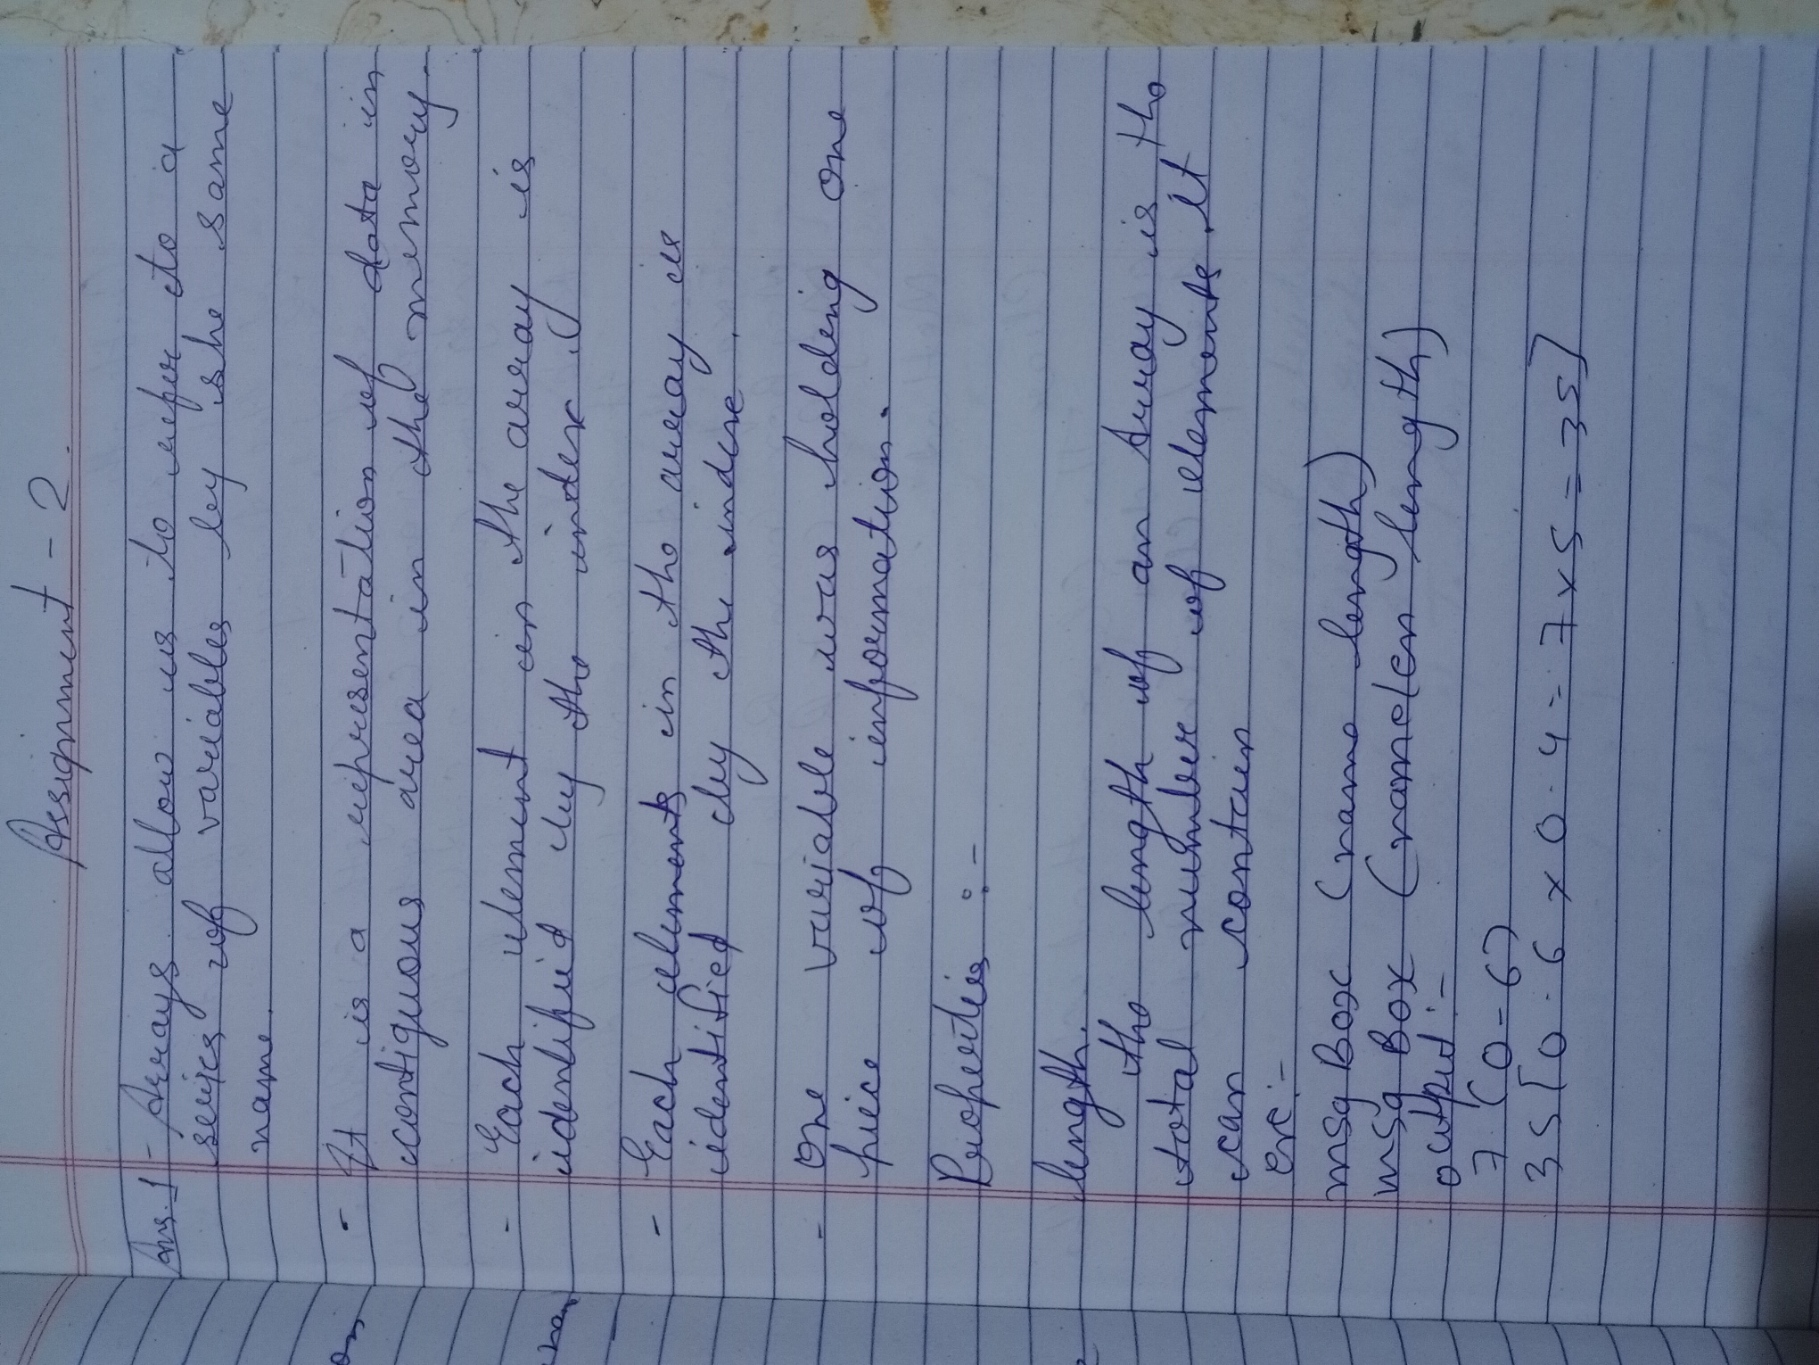 Assignment - 2.
Ans. 1 - Arrays allow us to refer to a
series of variables by the same
name.
- It is a representation of data in
contiguous area in the memory.
- Each element in the array is
identified by the index.
- Each elements in the array is
identified by the index.
- One variable was holding one
piece of information.
Properties :-
length.
the length of an Array is the
total number of elements it
can contain
ex:-
msg Box (name length)
msg Box (namelen length)
output :-
7 (0-6)
35 [0-6 x 0-4 = 7x5 = 35]